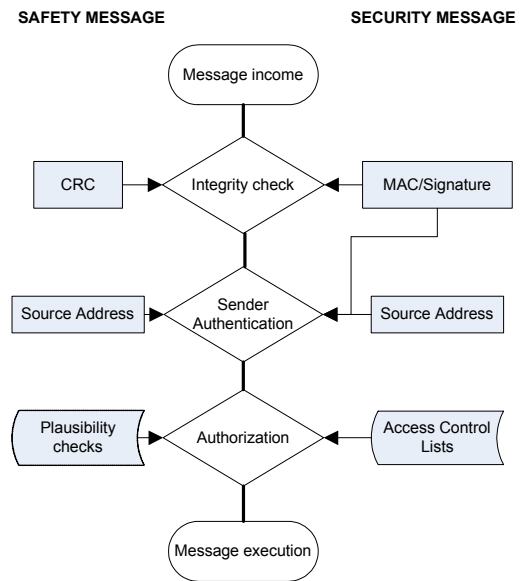 SAFETY MESSAGE
SECURITY MESSAGE
Message income
CRC
Integrity check
MAC/Signature
Source Address
Sender
Authentication
Source Address
Plausibility
checks
Authorization
Access Control
Lists
Message execution